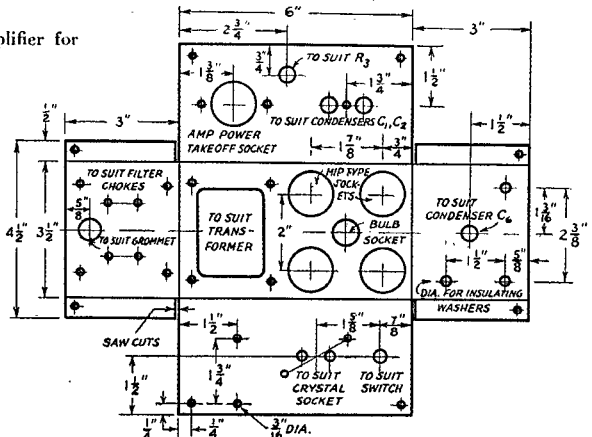 plifier for
6"
3"
2 3/4"
3/4"
TO SUIT R3
1 3/8"
1 3/4"
1 1/2"
1/2"
3"
AMP POWER
TAKEOFF SOCKET
TO SUIT CONDENSERS C1, C2
1 7/8"
3/4"
1 1/2"
TO SUIT FILTER
CHOKES
5/8"
TO SUIT GROMMET
4 1/2"
3 1/2"
TO SUIT
TRANS-
FORMER
HIP TYPE
SOCK-
ETS
2"
BULB
SOCKET
TO SUIT
CONDENSER C6
1 3/16"
2 3/8"
1 1/2"
5/8"
DIA. FOR INSULATING
WASHERS
SAW CUTS
1 1/2"
1 5/8"
7/8"
1 3/4"
1 1/2"
TO SUIT
CRYSTAL
SOCKET
TO SUIT
SWITCH
1/4"
1/4"
3/16" DIA.